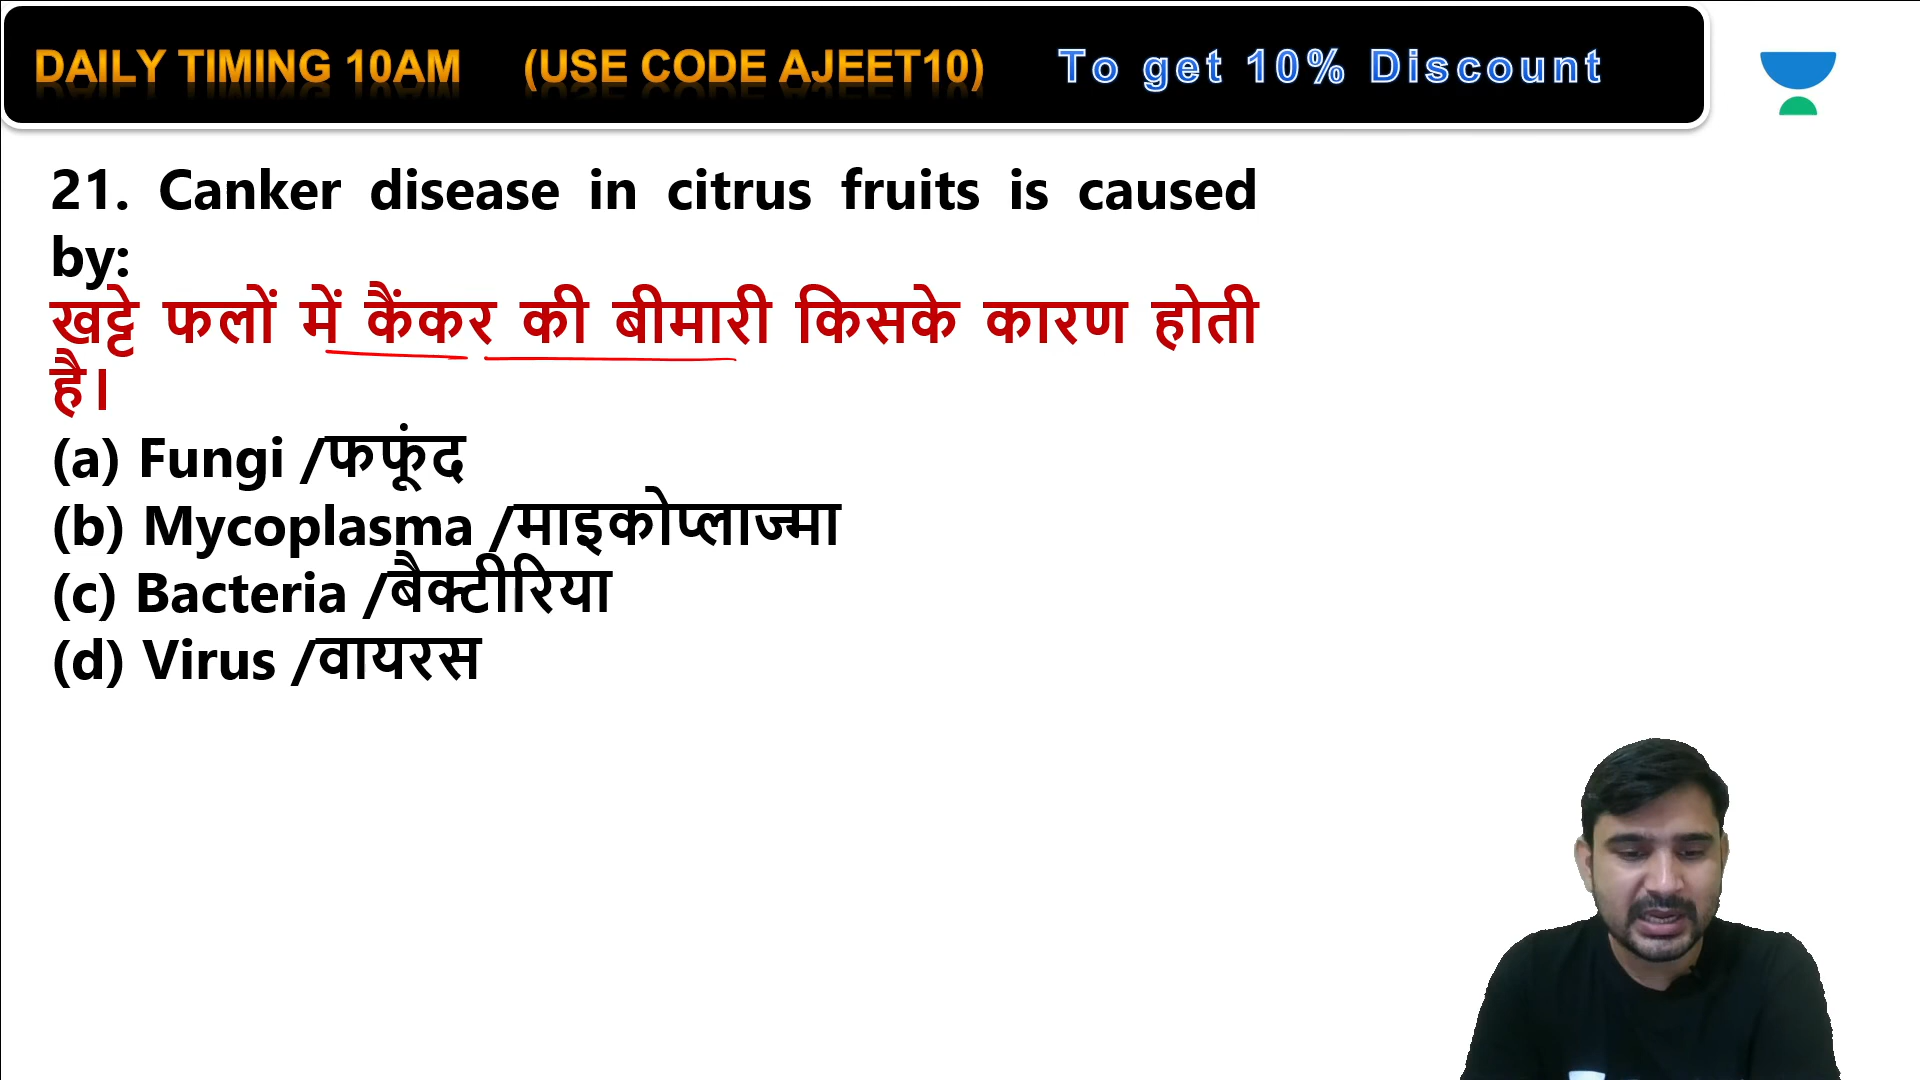 DAILY TIMING 10AM (USE CODE AJEET10) To get 10% Discount
21. Canker disease in citrus fruits is caused
by:
खट्टे फलों में कैंकर की बीमारी किसके कारण होती
है।
(a) Fungi /फफूंद
(b) Mycoplasma /माइकोप्लाज्मा
(c) Bacteria /बैक्टीरिया
(d) Virus /वायरस